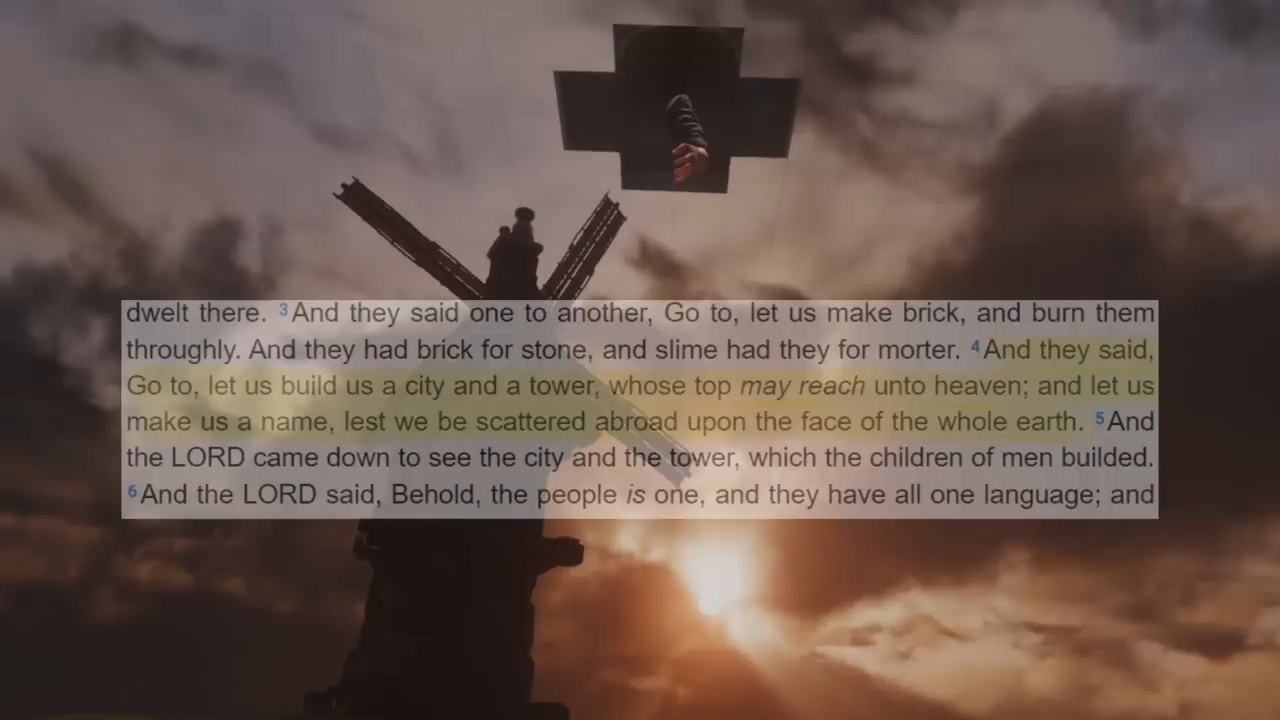 dwelt there. 3And they said one to another, Go to, let us make brick, and burn them
throughly. And they had brick for stone, and slime had they for morter. 4And they said,
Go to, let us build us a city and a tower, whose top may reach unto heaven; and let us
make us a name, lest we be scattered abroad upon the face of the whole earth. 5And
the LORD came down to see the city and the tower, which the children of men builded.
6And the LORD said, Behold, the people is one, and they have all one language; and